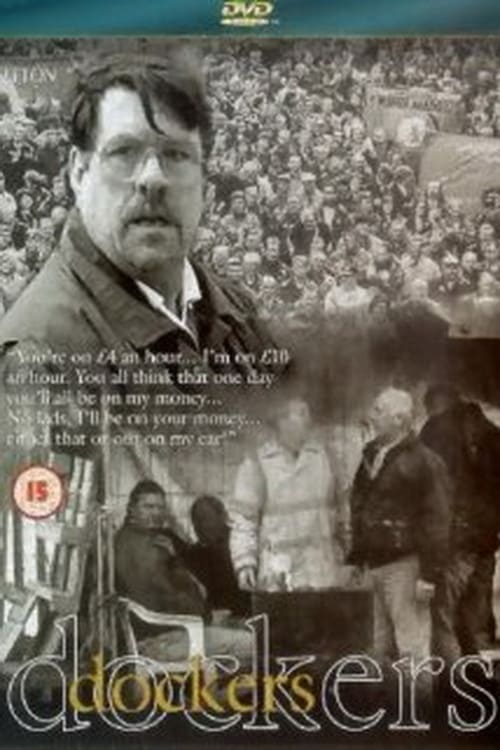 DVD
ITION
"You're on £4 an hour... I'm on £10
an hour. You all think that one day
you'll all be on my money...
No lads, I'll be on your money...
either that or out on my ear"
15
dockers
dockers